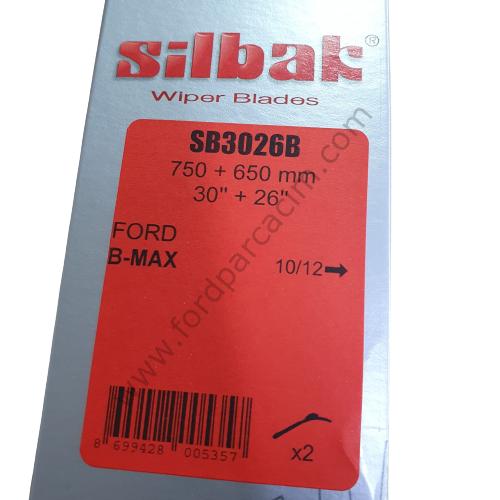 silbak®
Wiper Blades
SB3026B
750 + 650 mm
30" + 26"
FORD
B-MAX
10/12➞
8 699428 005357
x2
www.fordparcacim.com